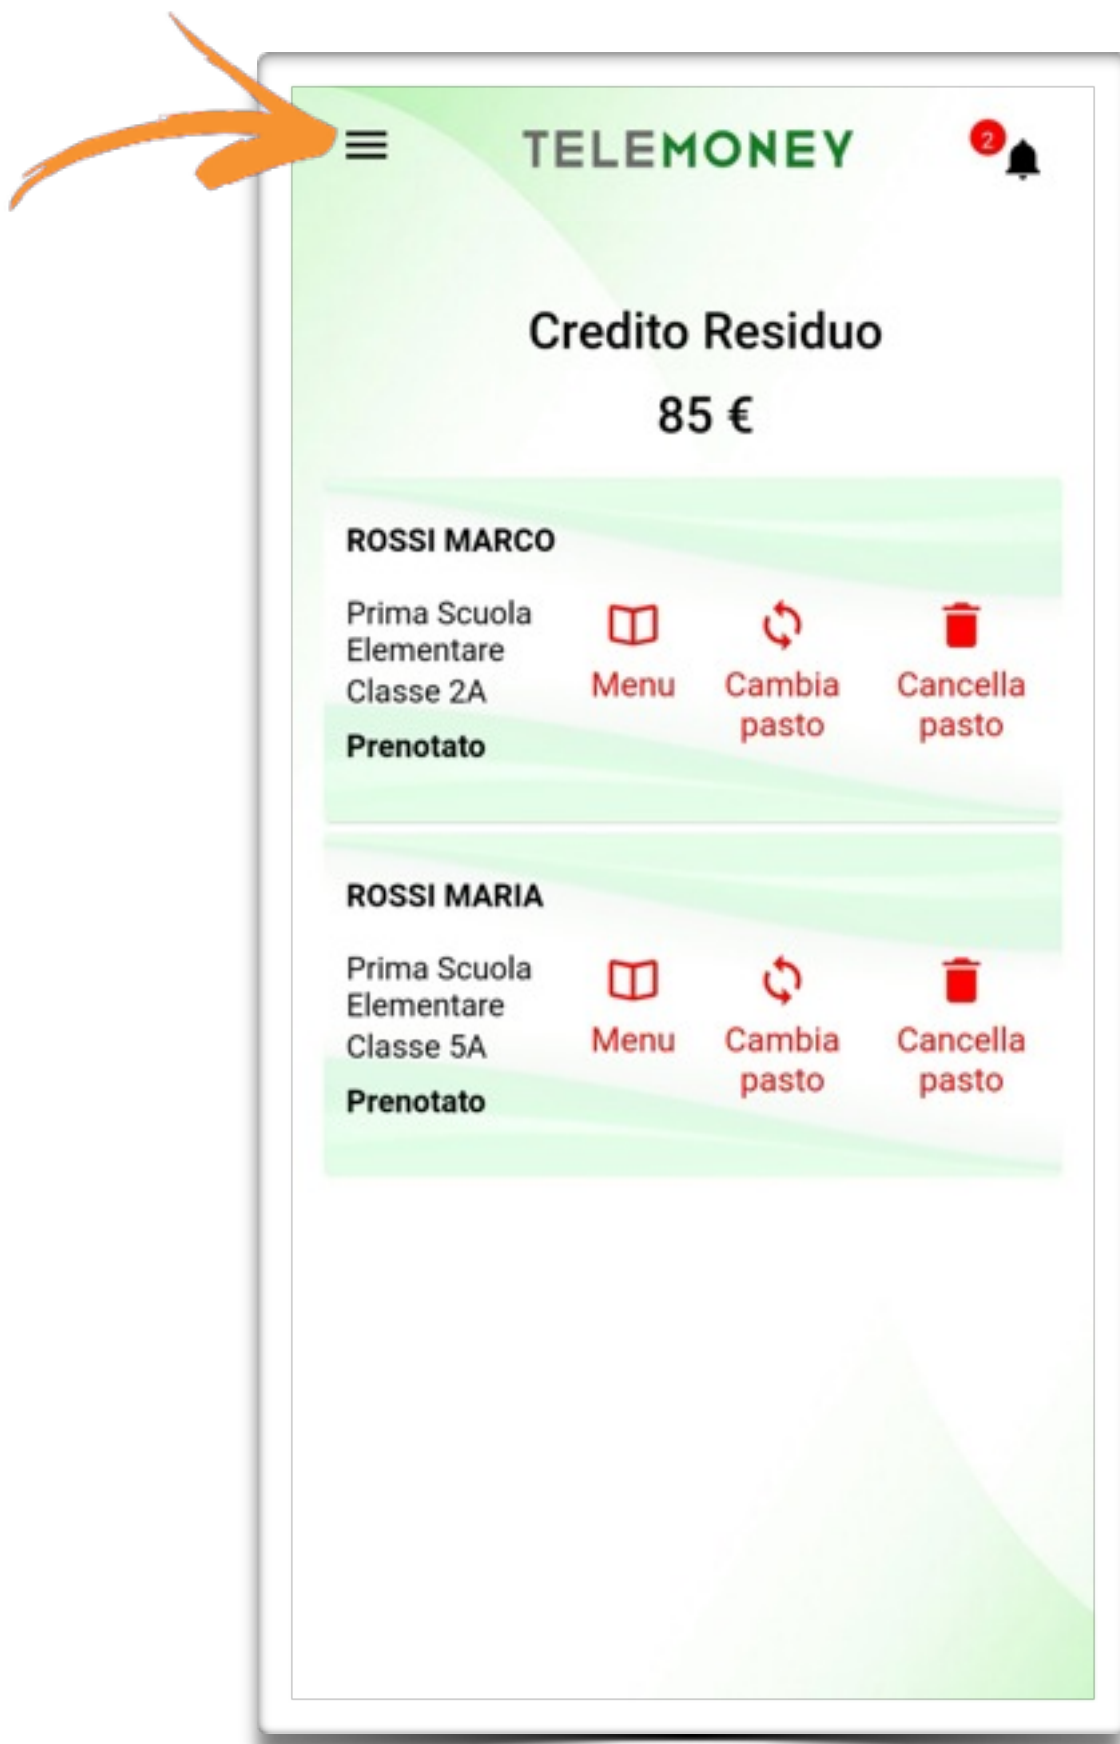 TELEMONEY
2
Credito Residuo
85 €
ROSSI MARCO
Prima Scuola
Elementare
Classe 2A
Prenotato
Menu
Cambia
pasto
Cancella
pasto
ROSSI MARIA
Prima Scuola
Elementare
Classe 5A
Prenotato
Menu
Cambia
pasto
Cancella
pasto